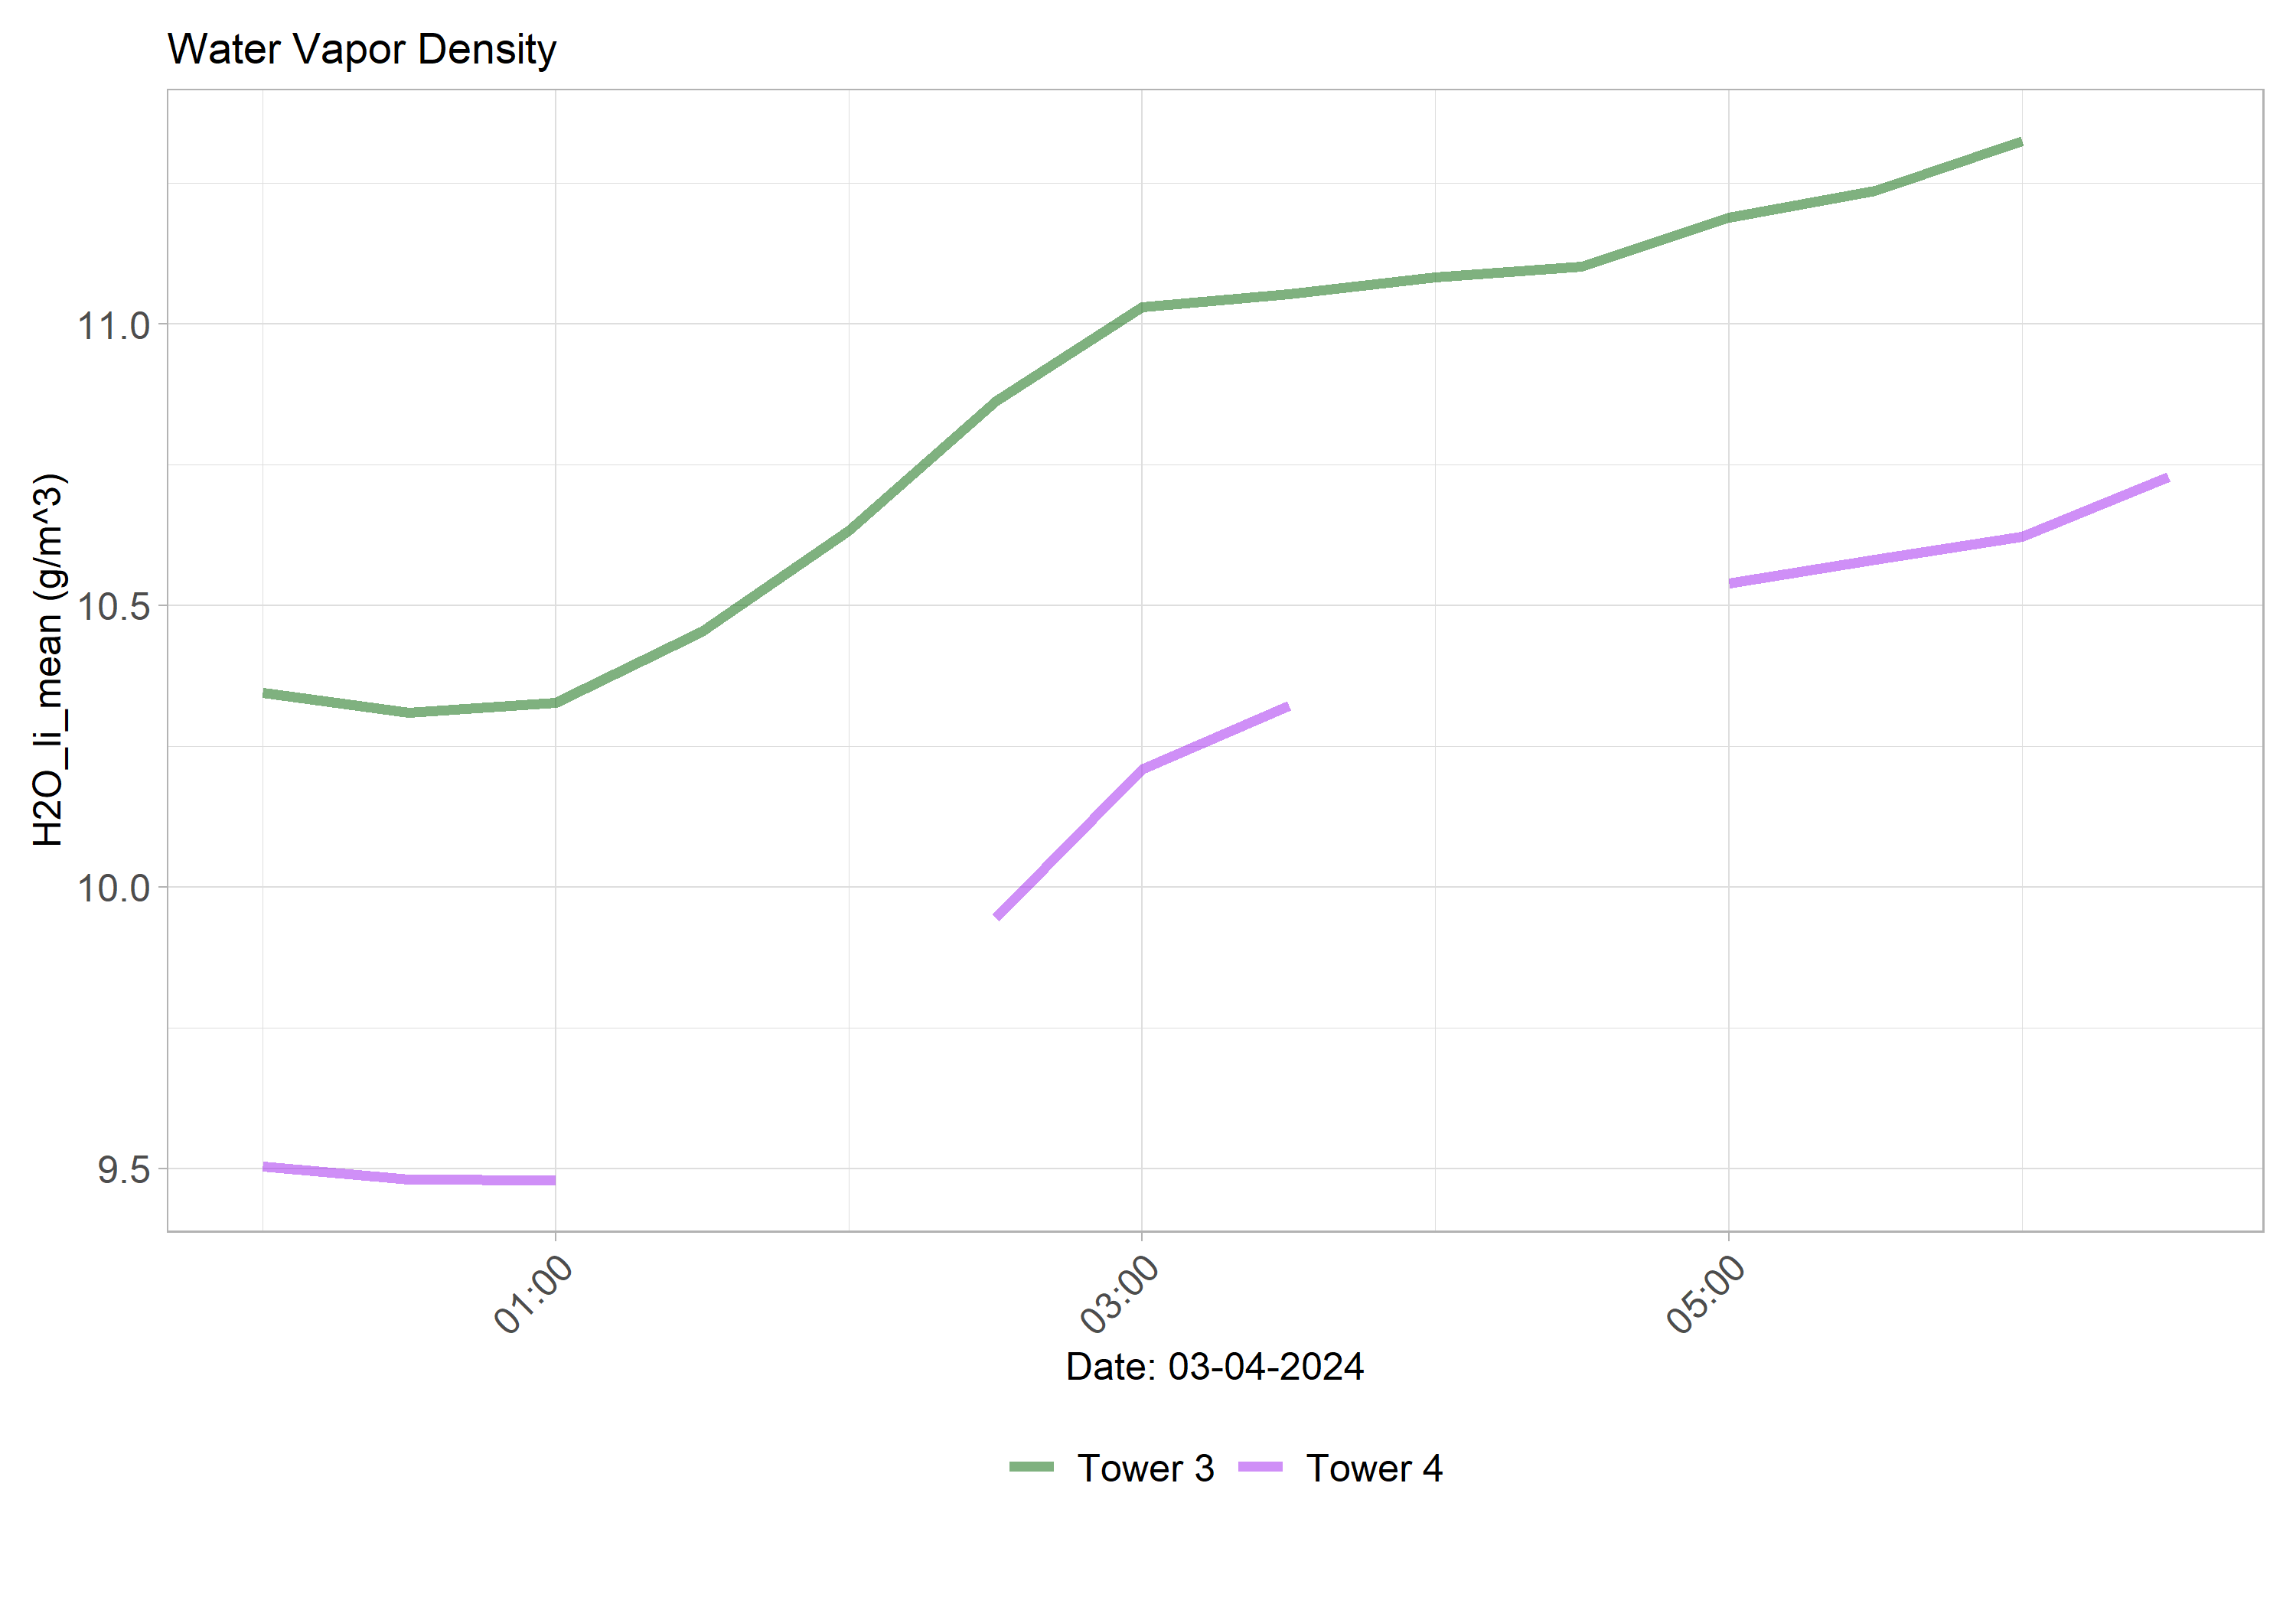 Water Vapor Density
H2O_li_mean (g/m^3)
11.0
10.5
10.0
9.5
01:00
03:00
05:00
Date: 03-04-2024
Tower 3
Tower 4